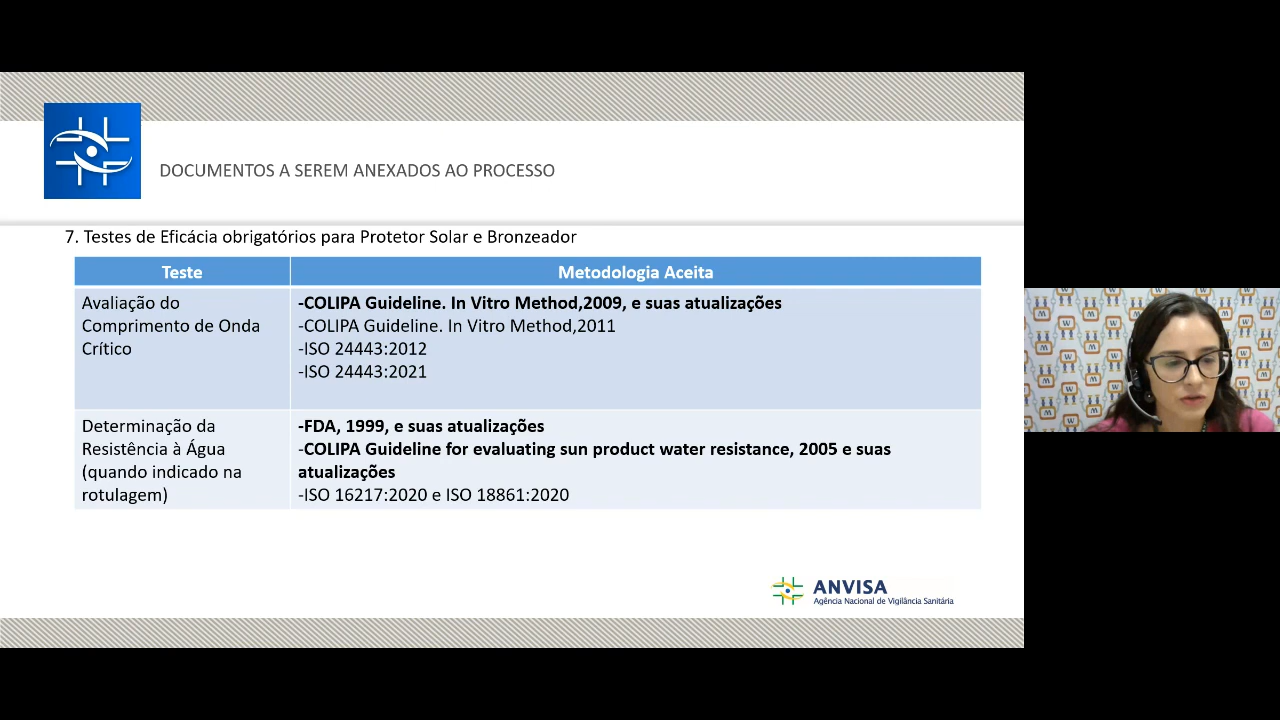 DOCUMENTOS A SEREM ANEXADOS AO PROCESSO
7. Testes de Eficácia obrigatórios para Protetor Solar e Bronzeador
Teste
Metodologia Aceita
Avaliação do
Comprimento de Onda
Crítico
-COLIPA Guideline. In Vitro Method,2009, e suas atualizações
-COLIPA Guideline. In Vitro Method,2011
-ISO 24443:2012
-ISO 24443:2021
Determinação da
Resistência à Água
(quando indicado na
rotulagem)
-FDA, 1999, e suas atualizações
-COLIPA Guideline for evaluating sun product water resistance, 2005 e suas
atualizações
-ISO 16217:2020 e ISO 18861:2020
ANVISA
Agência Nacional de Vigilância Sanitária